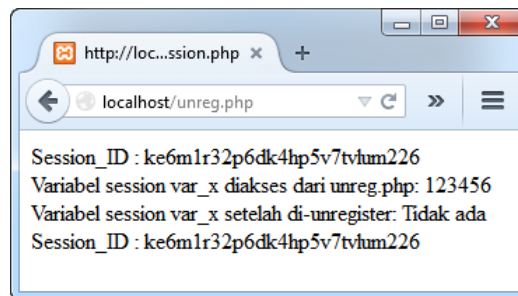 http://loc...ssion.php
localhost/unreg.php
Session_ID : ke6m1r32p6dk4hp5v7tvlum226
Variabel session var_x diakses dari unreg.php: 123456
Variabel session var_x setelah di-unregister: Tidak ada
Session_ID : ke6m1r32p6dk4hp5v7tvlum226